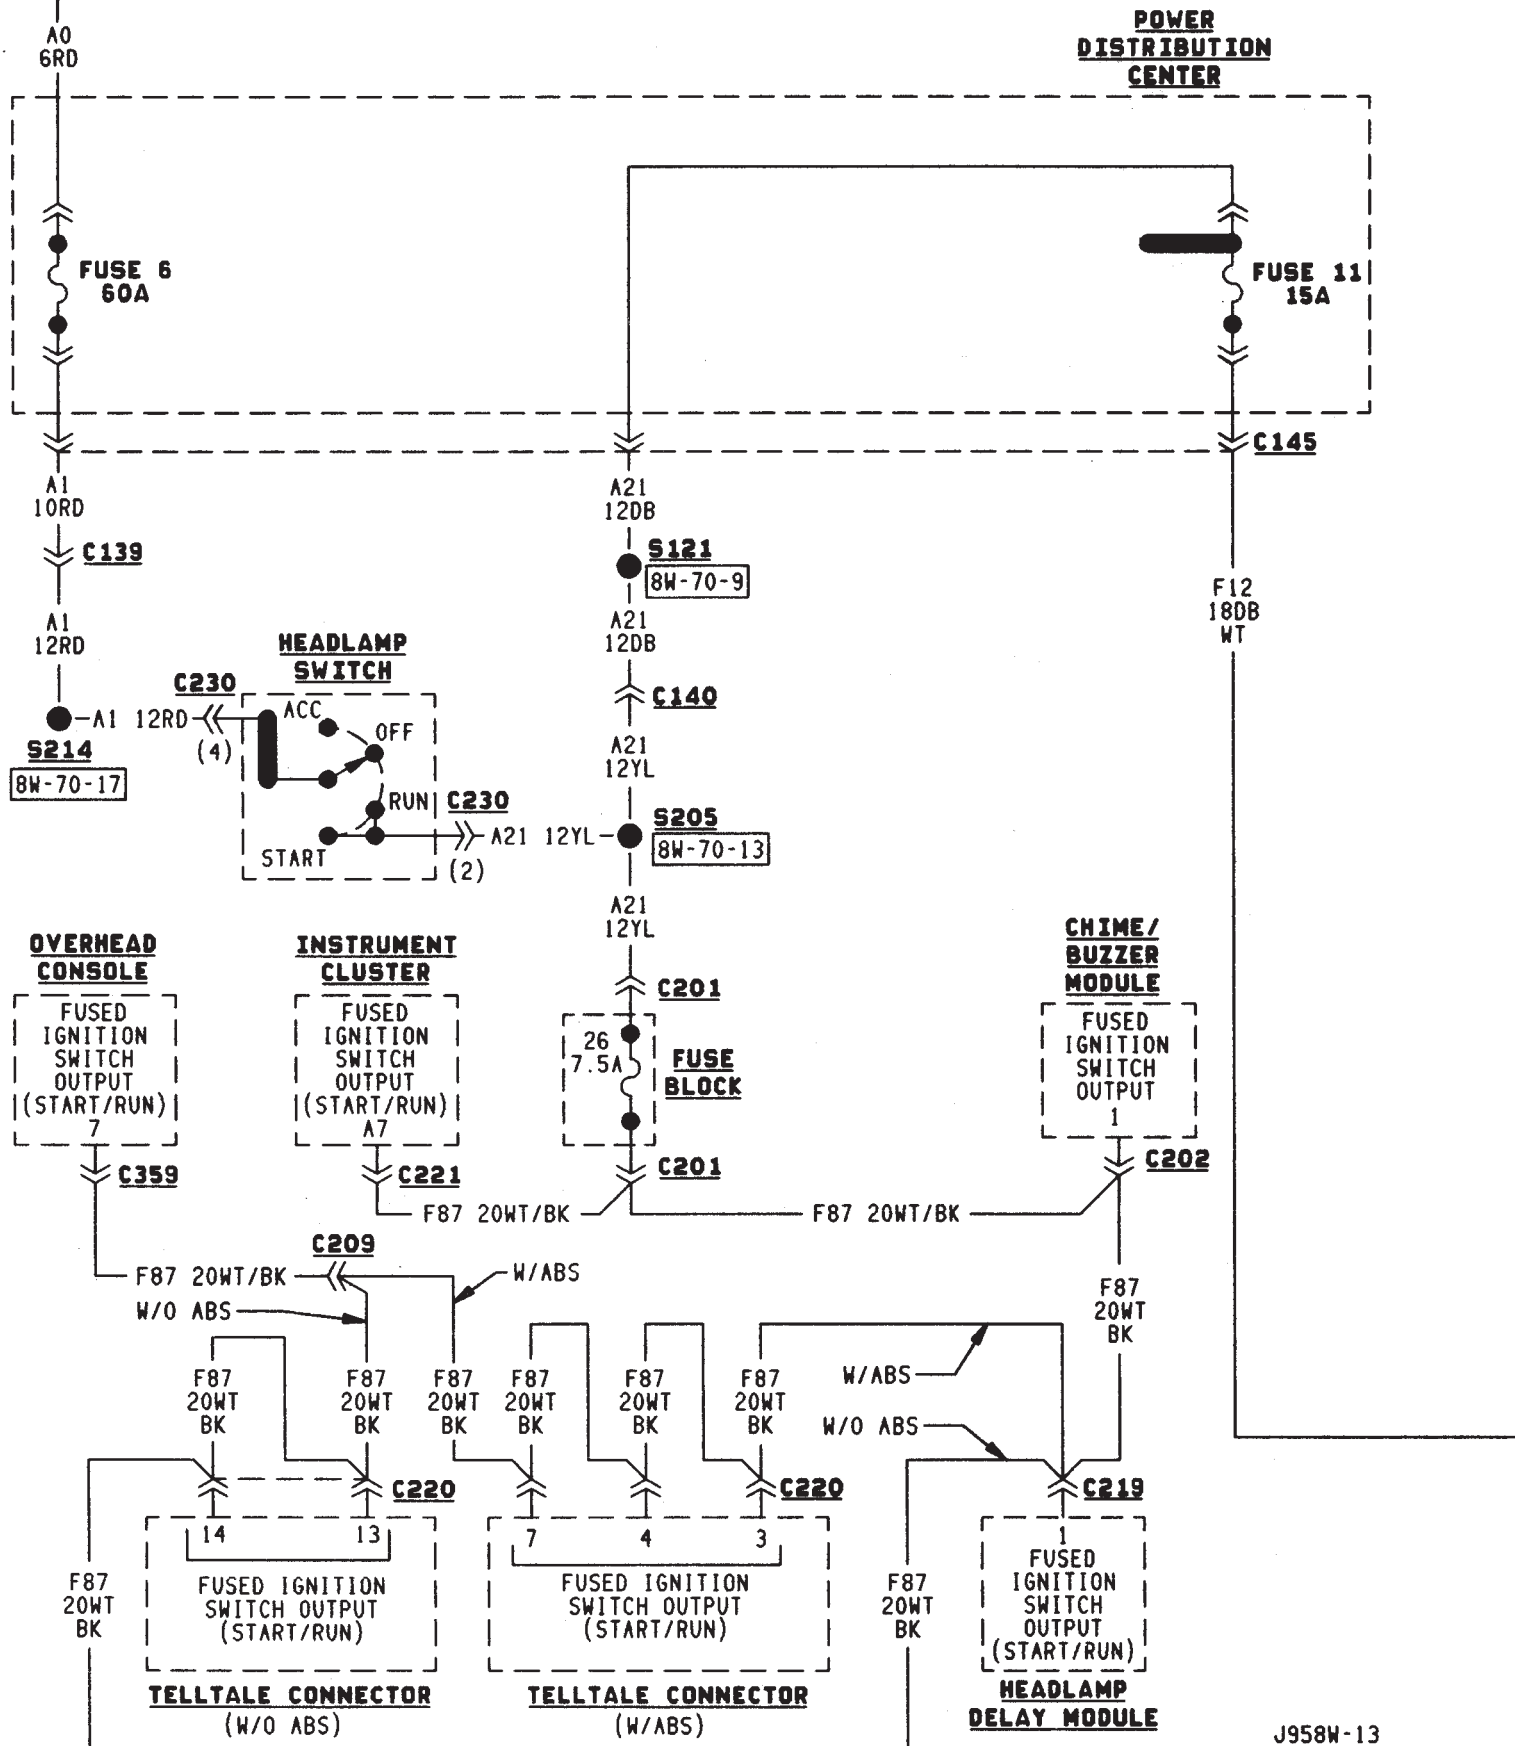 POWER
DISTRIBUTION
CENTER
A0
6RD
FUSE 6
60A
FUSE 11
15A
C145
A1
10RD
A21
12DB
C139
S121
8W-70-9
F12
18DB
WT
A1
12RD
A21
12DB
HEADLAMP
SWITCH
C230
C140
ACC
A1 12RD
OFF
(4)
S214
8W-70-17
A21
12YL
RUN
C230
S205
A21 12YL
8W-70-13
START
(2)
A21
12YL
OVERHEAD
CONSOLE
INSTRUMENT
CLUSTER
CHIME/
BUZZER
MODULE
C201
FUSED
IGNITION
SWITCH
OUTPUT
(START/RUN)
7
FUSED
IGNITION
SWITCH
OUTPUT
(START/RUN)
A7
26
7.5A
FUSE
BLOCK
FUSED
IGNITION
SWITCH
OUTPUT
1
C359
C221
C201
C202
F87 20WT/BK
F87 20WT/BK
C209
F87 20WT/BK
W/ABS
W/O ABS
F87
20WT
BK
F87
20WT
BK
F87
20WT
BK
F87
20WT
BK
F87
20WT
BK
F87
20WT
BK
F87
20WT
BK
W/ABS
W/O ABS
C220
C220
C219
14
13
7
4
3
1
FUSED IGNITION
SWITCH OUTPUT
(START/RUN)
FUSED IGNITION
SWITCH OUTPUT
(START/RUN)
FUSED
IGNITION
SWITCH
OUTPUT
(START/RUN)
F87
20WT
BK
F87
20WT
BK
TELLTALE CONNECTOR
(W/O ABS)
TELLTALE CONNECTOR
(W/ABS)
HEADLAMP
DELAY MODULE
J958W-13